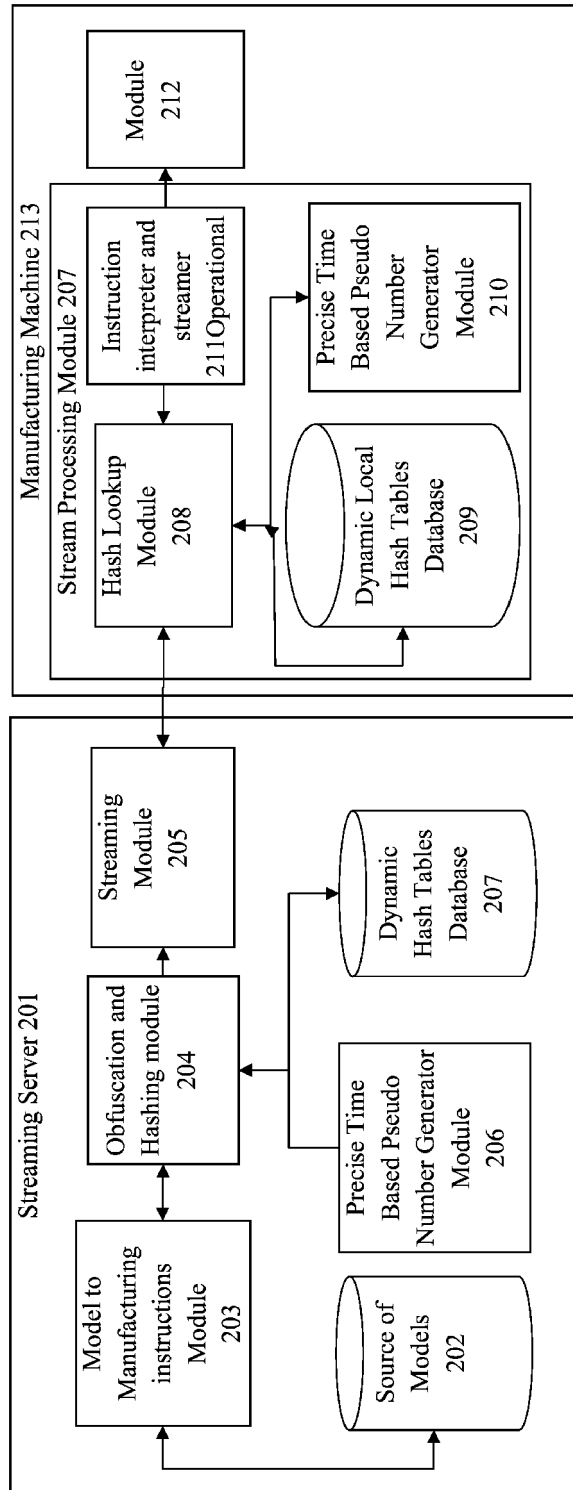 Streaming Server 201
Model to
Manufacturing
instructions
Module
203
Obfuscation and
Hashing module
204
Streaming
Module
205
Source of
Models
202
Precise Time
Based Pseudo
Number Generator
Module
206
Dynamic
Hash Tables
Database
207
Manufacturing Machine 213
Stream Processing Module 207
Hash Lookup
Module
208
Instruction
interpreter and
streamer
211Operational
Module
212
Dynamic Local
Hash Tables
Database
209
Precise Time
Based Pseudo
Number
Generator
Module
210